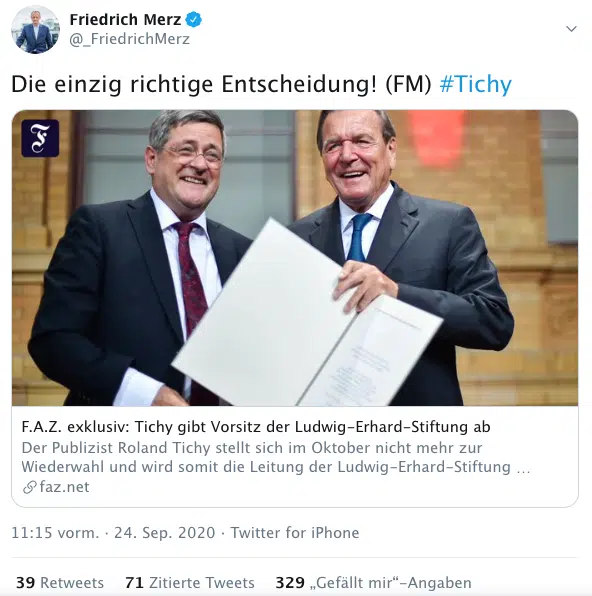 Friedrich Merz
@_FriedrichMerz
Die einzig richtige Entscheidung! (FM) #Tichy
F
F.A.Z. exklusiv: Tichy gibt Vorsitz der Ludwig-Erhard-Stiftung ab
Der Publizist Roland Tichy stellt sich im Oktober nicht mehr zur
Wiederwahl und wird somit die Leitung der Ludwig-Erhard-Stiftung …
faz.net
11:15 vorm. · 24. Sep. 2020 · Twitter for iPhone
39 Retweets 71 Zitierte Tweets 329 „Gefällt mir“-Angaben